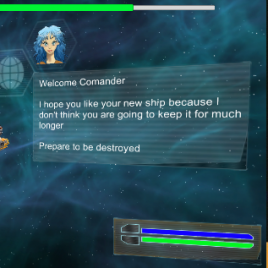 Welcome Comander
I hope you like your new ship because I
don't think you are going to keep it for much
longer
Prepare to be destroyed